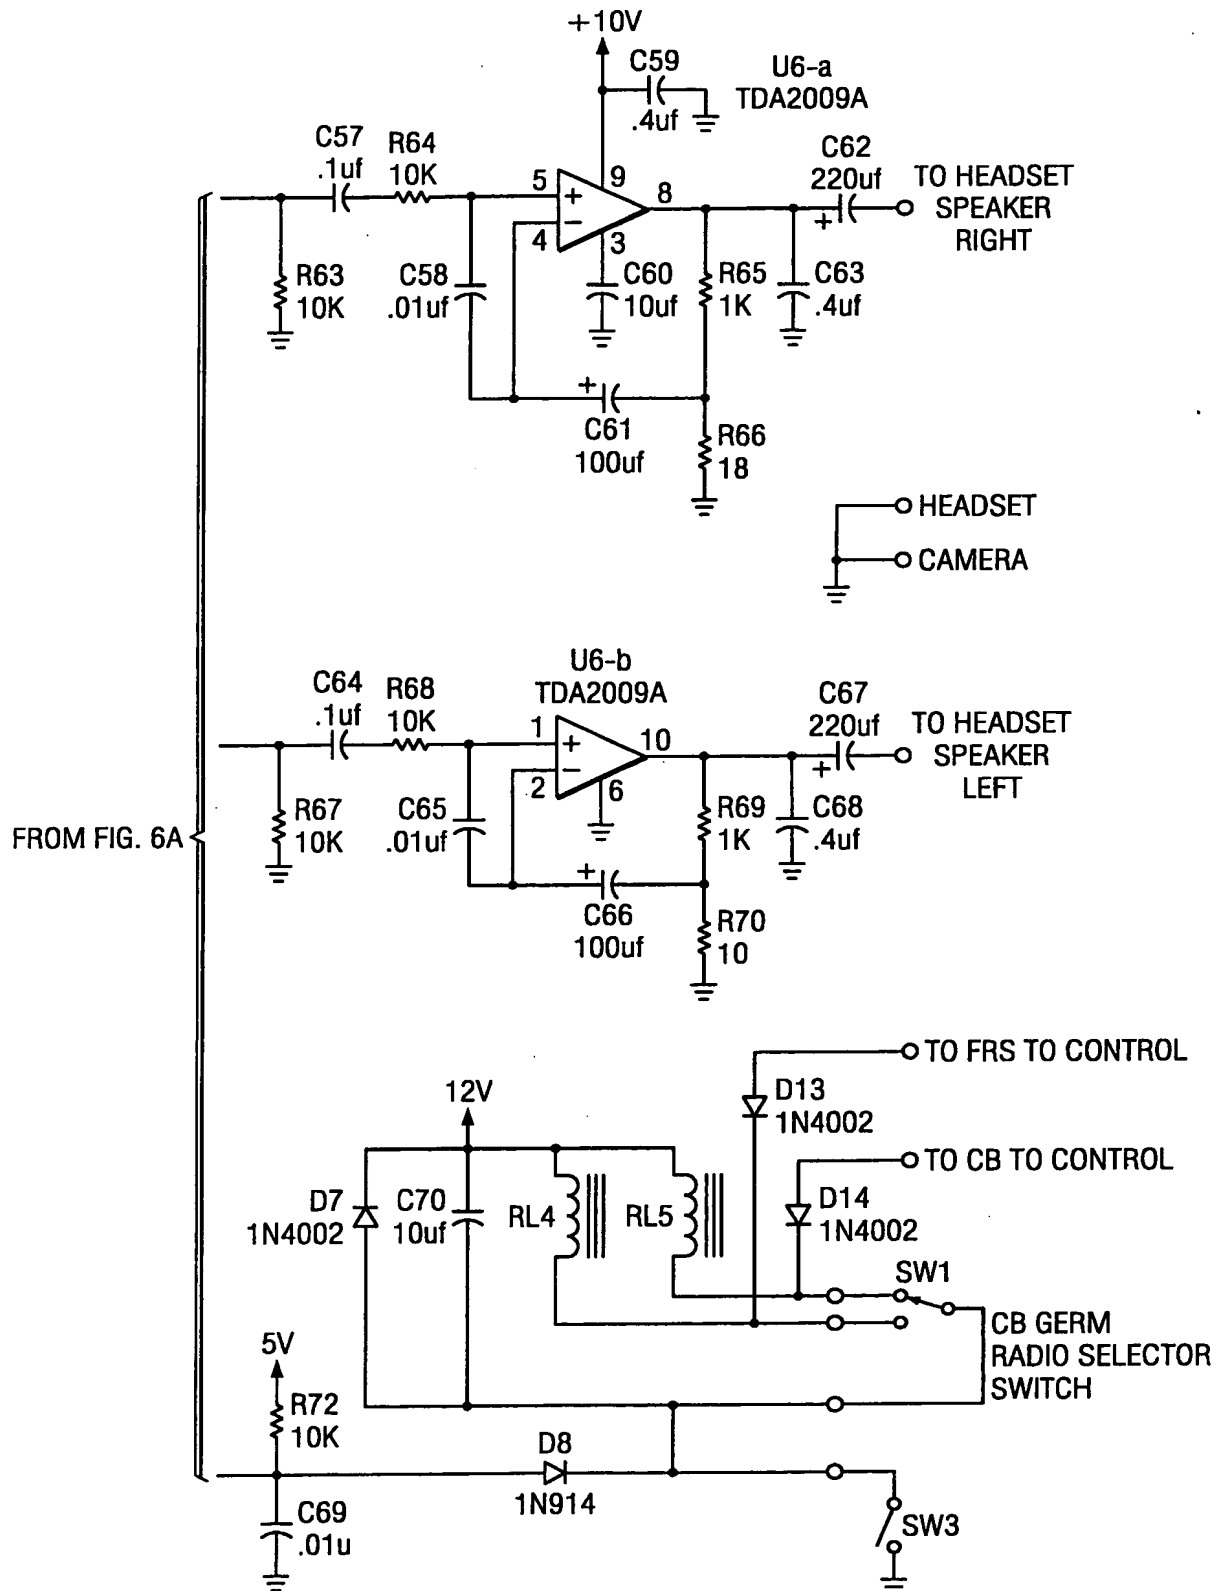 +10V
C59
.4uf
U6-a
TDA2009A
C57
.1uf
R64
10K
5
+
9
8
4
−
3
C62
220uf
+
TO HEADSET
SPEAKER
RIGHT
R63
10K
C58
.01uf
C60
10uf
R65
1K
C63
.4uf
+
C61
100uf
R66
18
HEADSET
CAMERA
U6-b
TDA2009A
C64
.1uf
R68
10K
1
+
10
2
−
6
C67
220uf
+
TO HEADSET
SPEAKER
LEFT
FROM FIG. 6A
R67
10K
C65
.01uf
R69
1K
C68
.4uf
+
C66
100uf
R70
10
TO FRS TO CONTROL
12V
D13
1N4002
TO CB TO CONTROL
D7
1N4002
C70
10uf
RL4
RL5
D14
1N4002
SW1
CB GERM
RADIO SELECTOR
SWITCH
5V
R72
10K
D8
1N914
C69
.01u
SW3